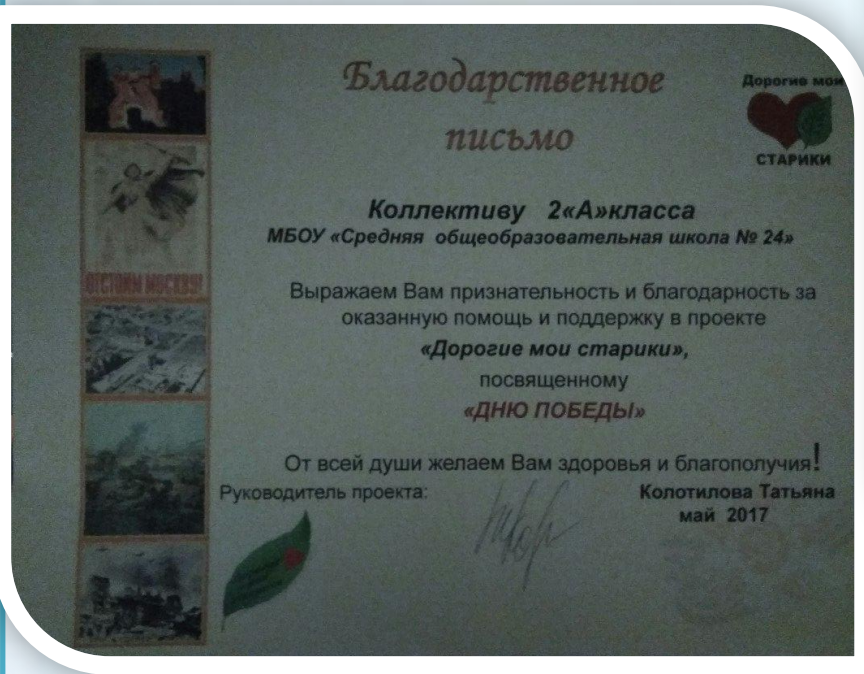 Благодарственное
письмо
Дорогие мои
СТАРИКИ
Коллективу 2«А»класса
МБОУ «Средняя общеобразовательная школа № 24»
ОТСТОИМ МОСКВУ!
Выражаем Вам признательность и благодарность за
оказанную помощь и поддержку в проекте
«Дорогие мои старики»,
посвященному
«ДНЮ ПОБЕДЫ»
От всей души желаем Вам здоровья и благополучия!
Руководитель проекта:
Колотилова Татьяна
май 2017